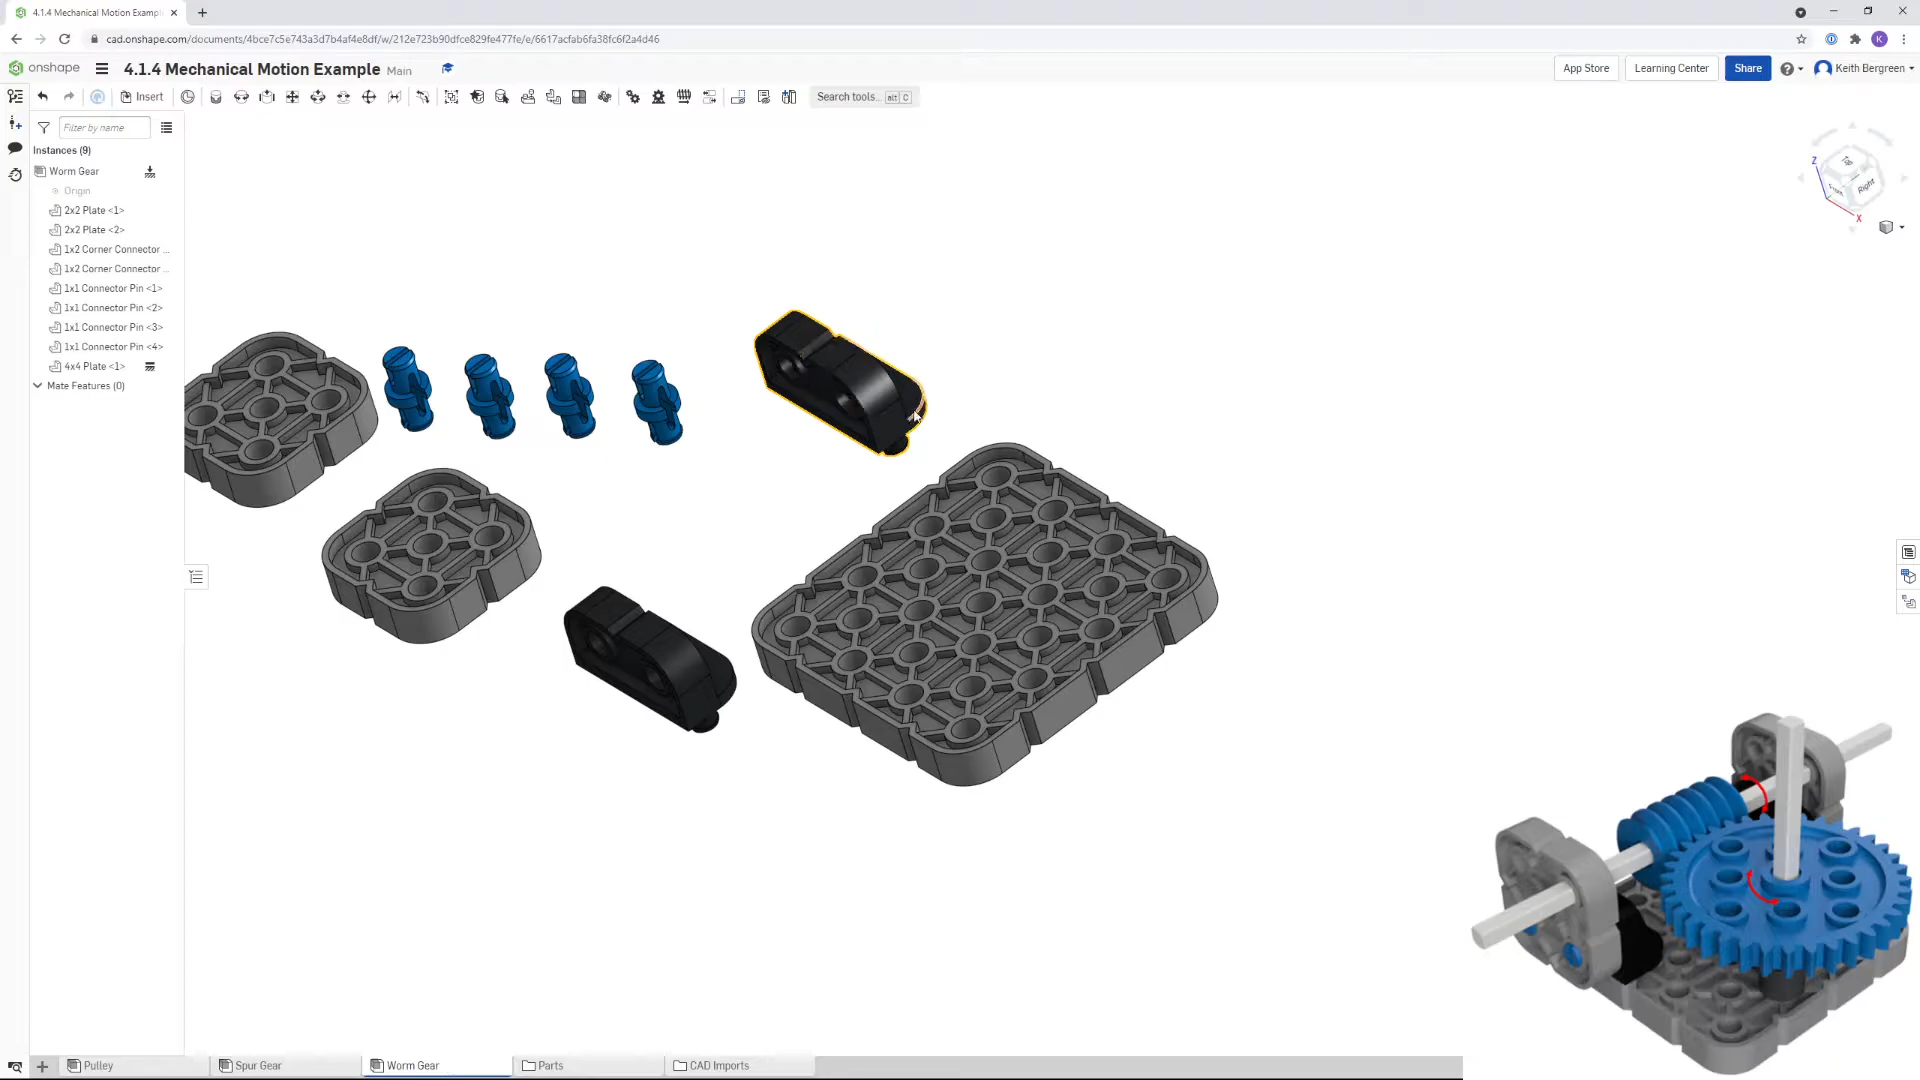 4.1.4 Mechanical Motion Exampl
cad.onshape.com/documents/4bce7c5e743a3d7b4af4e8df/w/212e723b90dfce829fe477fe/e/6617acfab6fa38fc6f2a4d46
K
onshape
4.1.4 Mechanical Motion Example Main
App Store
Learning Center
Share
Keith Bergreen
Insert
Search tools... alt C
Filter by name
Instances (9)
Worm Gear
Origin
2x2 Plate <1>
2x2 Plate <2>
1x2 Corner Connector ...
1x2 Corner Connector ...
1x1 Connector Pin <1>
1x1 Connector Pin <2>
1x1 Connector Pin <3>
1x1 Connector Pin <4>
4x4 Plate <1>
Mate Features (0)
Z
Top
Front
Right
X
Pulley
Spur Gear
Worm Gear
Parts
CAD Imports